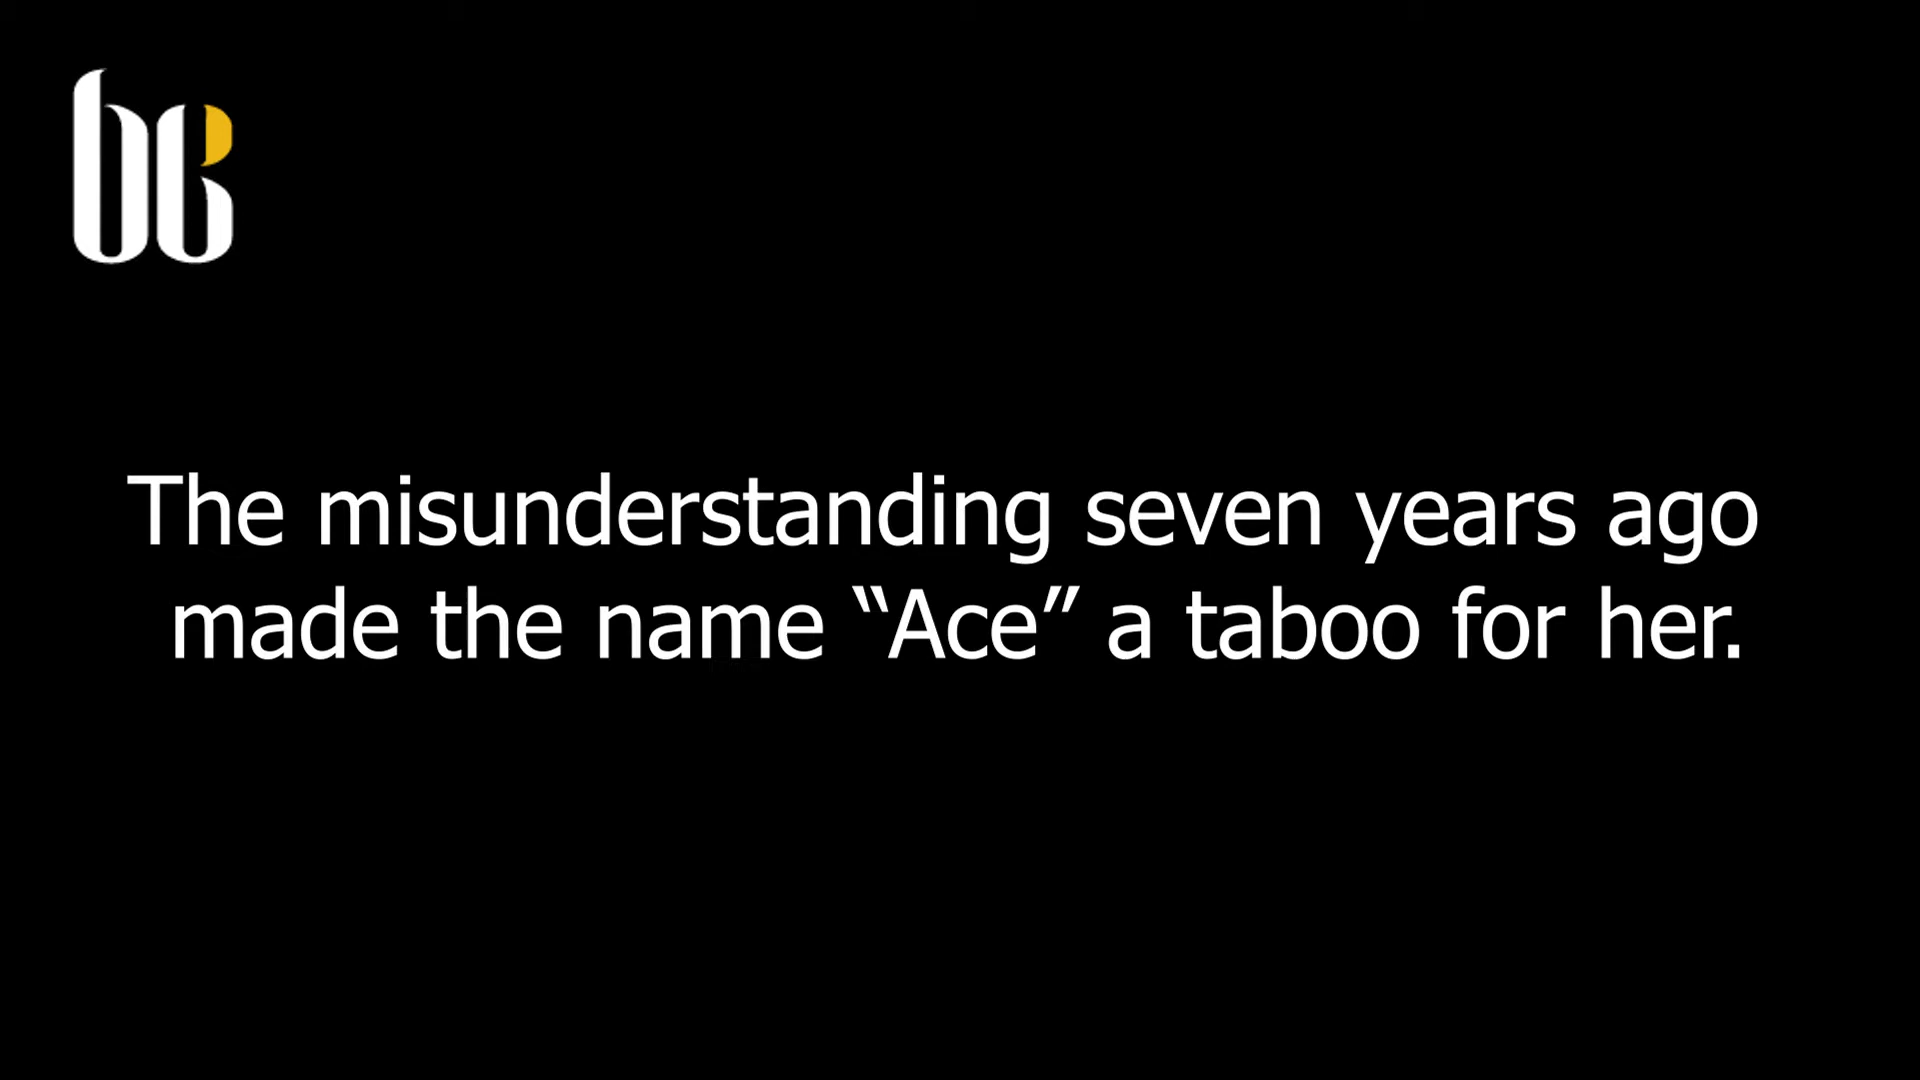 The misunderstanding seven years ago
made the name “Ace” a taboo for her.